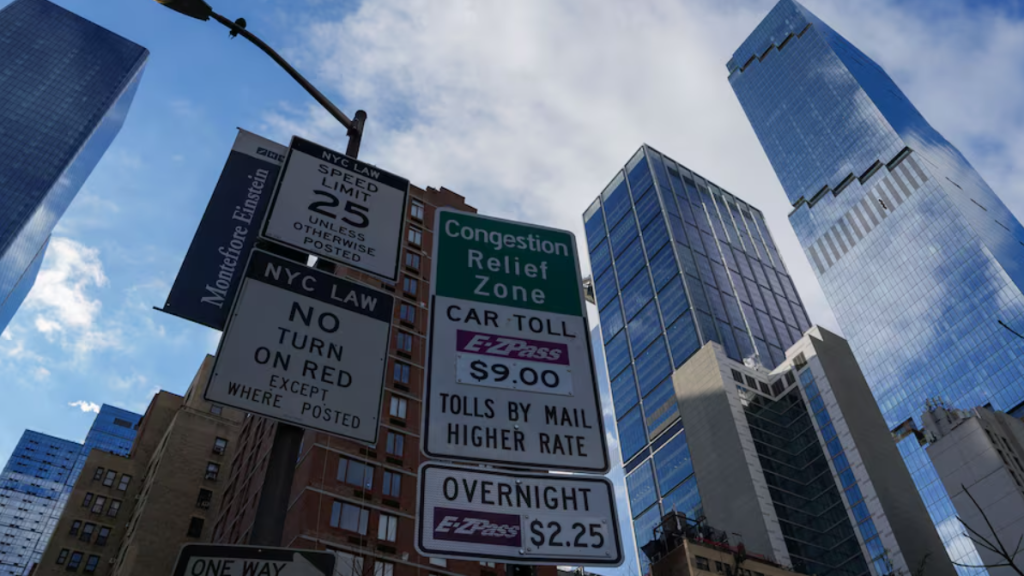 Montefiore Einstein
NYC LAW
SPEED
LIMIT
25
UNLESS
OTHERWISE
POSTED
NYC LAW
NO
TURN
ON RED
EXCEPT
WHERE POSTED
Congestion
Relief
Zone
CAR TOLL
E-ZPass
$9.00
TOLLS BY MAIL
HIGHER RATE
OVERNIGHT
E-ZPass $2.25
ONE WAY